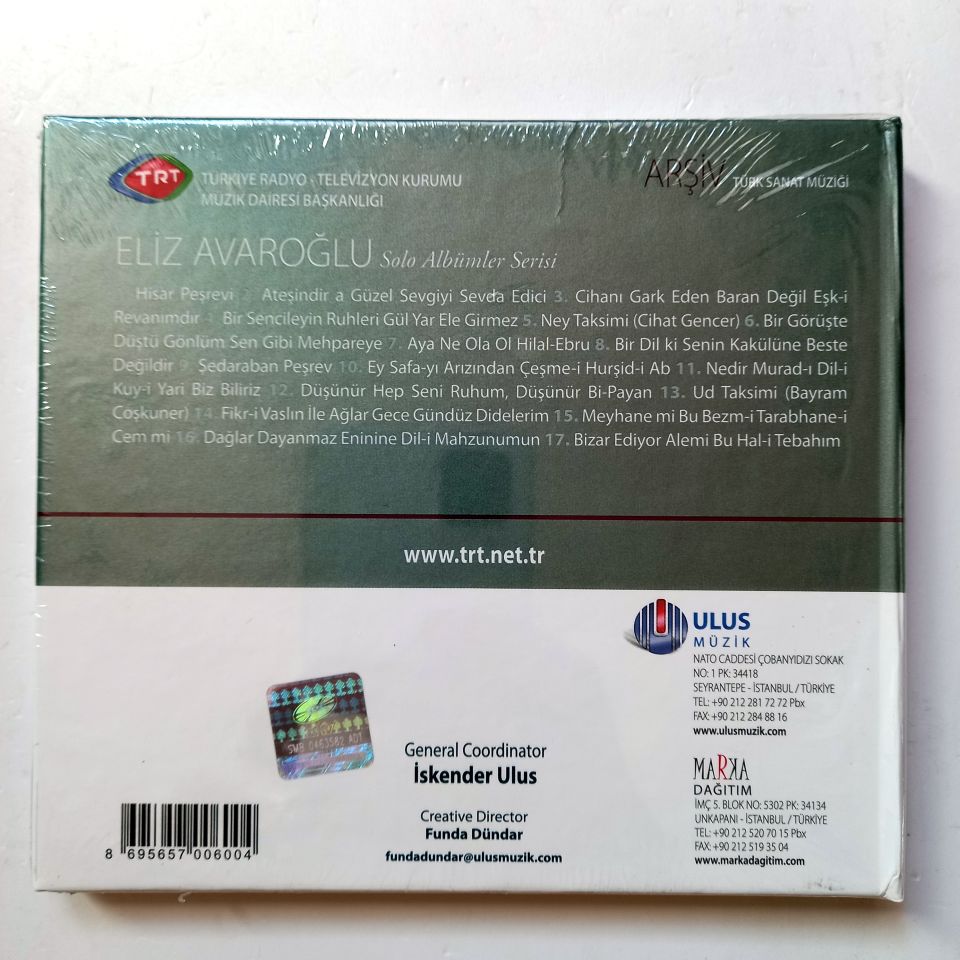 TRT
TÜRKİYE RADYO - TELEVİZYON KURUMU
MÜZİK DAİRESİ BAŞKANLIĞI
ARŞİV TÜRK SANAT MÜZİĞİ
ELİZ AVAROĞLU Solo Albümler Serisi
Hisar Peşrevi 2. Ateşindir a Güzel Sevgiyi Sevda Edici 3. Cihanı Gark Eden Baran Değil Eşk-i
Revanımdır 4. Bir Sencileyin Ruhleri Gül Yar Ele Girmez 5. Ney Taksimi (Cihat Gencer) 6. Bir Görüşte
Düştü Gönlüm Sen Gibi Mehpareye 7. Aya Ne Ola Ol Hilal-Ebru 8. Bir Dil ki Senin Kakülüne Beste
Değildir 9. Şedaraban Peşrev 10. Ey Safa-yı Arızından Çeşme-i Hurşid-i Ab 11. Nedir Murad-ı Dil-i
Kuy-i Yari Biz Biliriz 12. Düşünür Hep Seni Ruhum, Düşünür Bi-Payan 13. Ud Taksimi (Bayram
Coşkuner) 14. Fikr-i Vaslın İle Ağlar Gece Gündüz Didelerim 15. Meyhane mi Bu Bezm-i Tarabhane-i
Cem mi 16. Dağlar Dayanmaz Eninine Dil-i Mahzunumun 17. Bizar Ediyor Alemi Bu Hal-i Tebahım
www.trt.net.tr
ULUS
MÜZİK
NATO CADDESİ ÇOBANYIDIZI SOKAK
NO: 1 PK: 34418
SEYRANTEPE - İSTANBUL / TÜRKİYE
TEL: +90 212 281 72 72 Pbx
FAX: +90 212 284 88 16
www.ulusmuzik.com
SMB 0463582 ADT
General Coordinator
İskender Ulus
Creative Director
Funda Dündar
fundadundar@ulusmuzik.com
MARKA
DAĞITIM
İMÇ 5. BLOK NO: 5302 PK: 34134
UNKAPANI - İSTANBUL / TÜRKİYE
TEL: +90 212 520 70 15 Pbx
FAX: +90 212 519 35 04
www.markadagitim.com
8 695657 006004